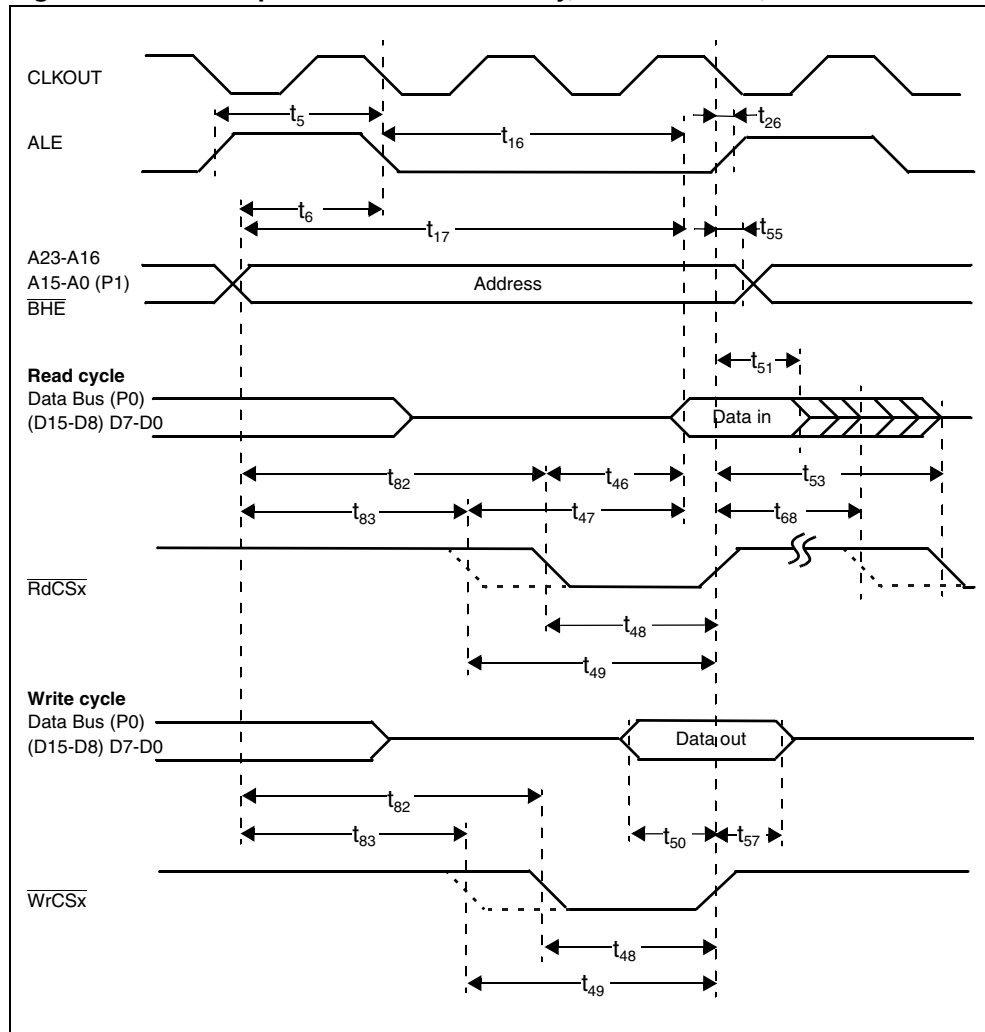 CLKOUT
t5
t26
ALE
t16
t6
t17
t55
A23-A16
A15-A0 (P1)
Address
BHE
t51
Read cycle
Data Bus (P0)
(D15-D8) D7-D0
Data in
t82
t46
t53
t83
t47
t68
RdCSx
t48
t49
Write cycle
Data Bus (P0)
(D15-D8) D7-D0
Data out
t82
t83
t50
t57
WrCSx
t48
t49